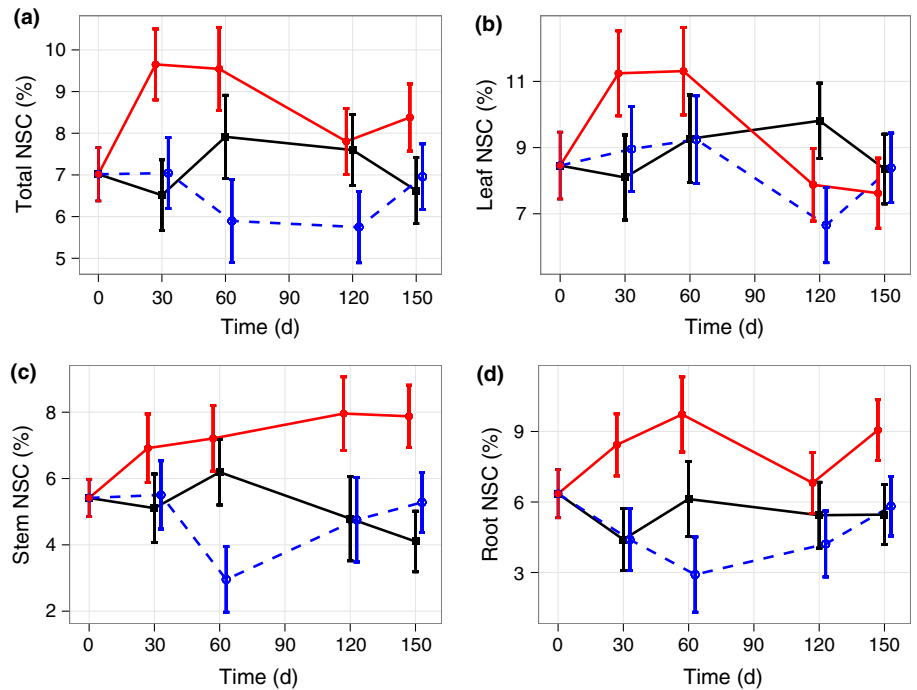 (a)
Total NSC (%)
10
9
8
7
6
5
0 30 60 90 120 150
Time (d)
(b)
Leaf NSC (%)
11
9
7
0 30 60 90 120 150
Time (d)
(c)
Stem NSC (%)
8
6
4
2
0 30 60 90 120 150
Time (d)
(d)
Root NSC (%)
9
6
3
0 30 60 90 120 150
Time (d)